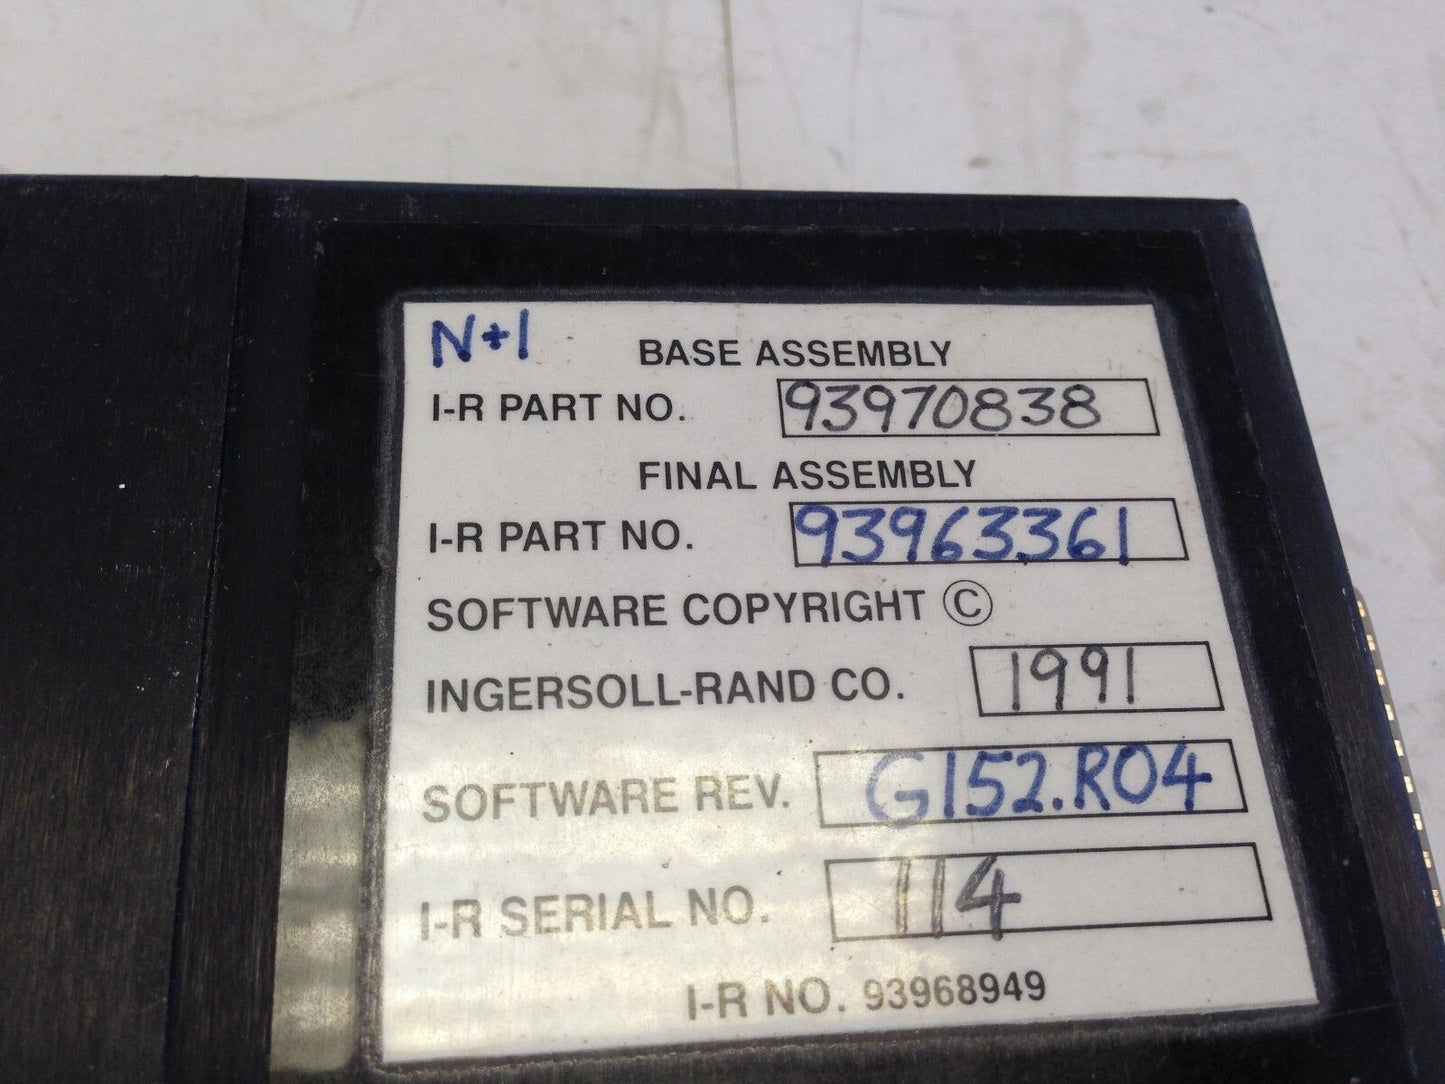 N+1 BASE ASSEMBLY
I-R PART NO. 93970838
FINAL ASSEMBLY
I-R PART NO. 93963361
SOFTWARE COPYRIGHT ©
INGERSOLL-RAND CO. 1991
SOFTWARE REV. G152.R04
I-R SERIAL NO. 114
I-R NO. 93968949